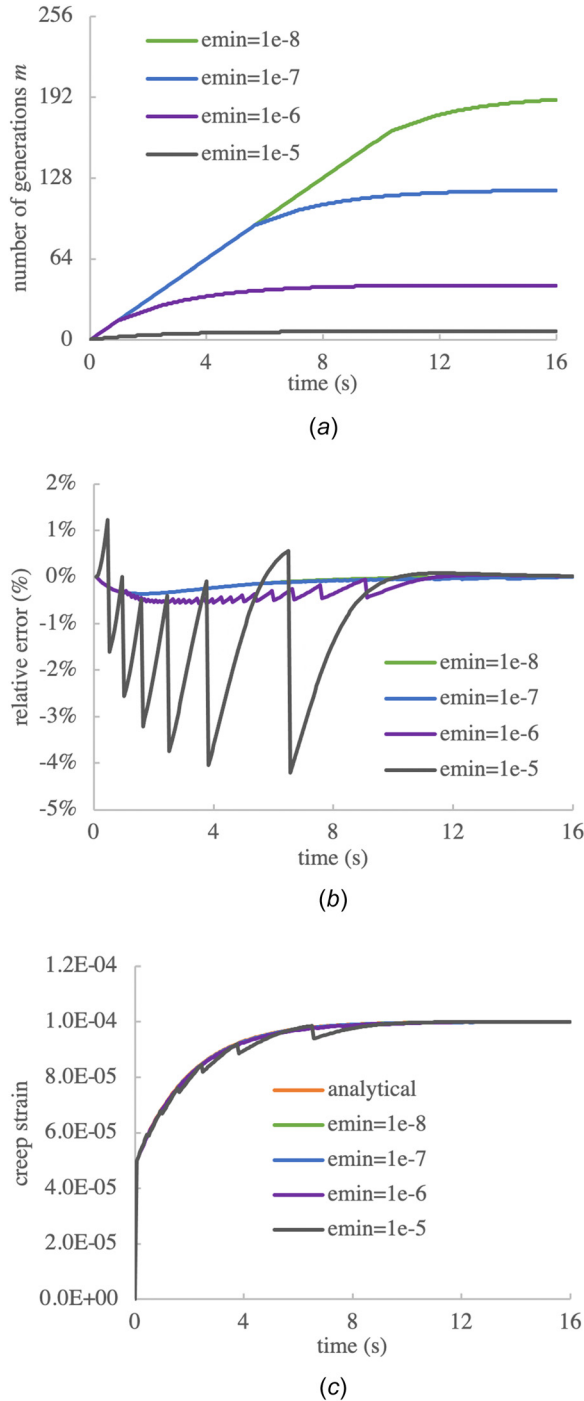 256
192
128
64
0
number of generations m
emin=1e-8
emin=1e-7
emin=1e-6
emin=1e-5
0 4 8 12 16
time (s)
(a)
2%
1%
0%
-1%
-2%
-3%
-4%
-5%
relative error (%)
emin=1e-8
emin=1e-7
emin=1e-6
emin=1e-5
0 4 8 12 16
time (s)
(b)
1.2E-04
1.0E-04
8.0E-05
6.0E-05
4.0E-05
2.0E-05
0.0E+00
creep strain
analytical
emin=1e-8
emin=1e-7
emin=1e-6
emin=1e-5
0 4 8 12 16
time (s)
(c)